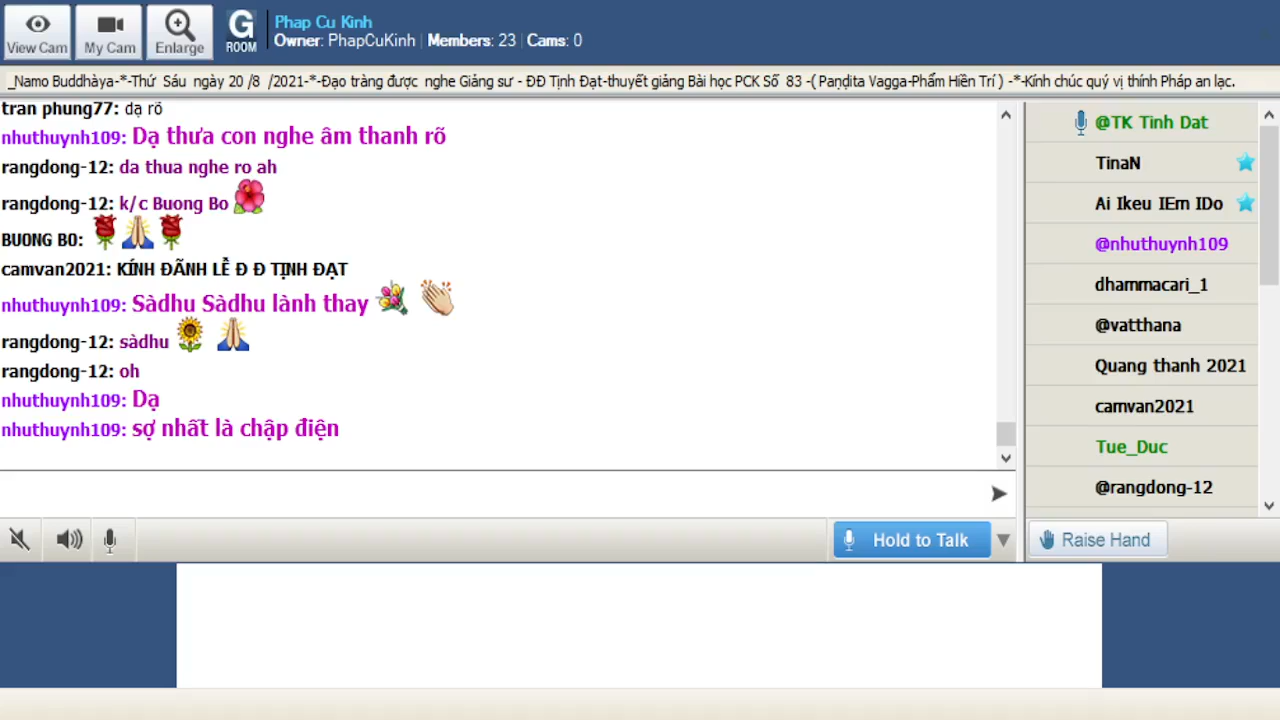 View Cam
My Cam
Enlarge
G
ROOM
Phap Cu Kinh
Owner: PhapCuKinh | Members: 23 | Cams: 0
_Namo Buddhàya-*-Thứ Sáu ngày 20 /8 /2021-*-Đạo tràng được nghe Giảng sư - ĐĐ Tịnh Đạt-thuyết giảng Bài học PCK Số 83 -( Paṇḍita Vagga-Phẩm Hiền Trí ) -*-Kính chúc quý vị thính Pháp an lạc.
tran phung77: dạ rõ
nhuthuynh109: Dạ thưa con nghe âm thanh rõ
rangdong-12: da thua nghe ro ah
rangdong-12: k/c Buong Bo
BUONG BO:
camvan2021: KÍNH ĐÃNH LỄ Đ Đ TỊNH ĐẠT
nhuthuynh109: Sàdhu Sàdhu lành thay
rangdong-12: sàdhu
rangdong-12: oh
nhuthuynh109: Dạ
nhuthuynh109: sợ nhất là chập điện
@TK Tinh Dat
TinaN
Ai Ikeu IEm IDo
@nhuthuynh109
dhammacari_1
@vatthana
Quang thanh 2021
camvan2021
Tue_Duc
@rangdong-12
Hold to Talk
Raise Hand